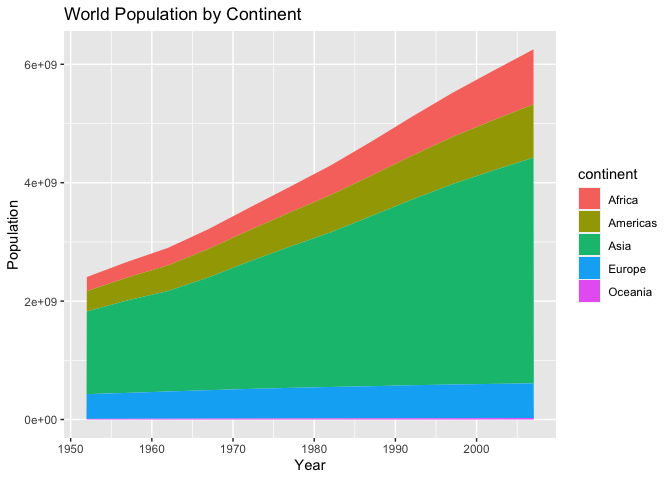 World Population by Continent
6e+09
4e+09
2e+09
0e+00
Population
1950 1960 1970 1980 1990 2000
Year
continent
Africa
Americas
Asia
Europe
Oceania